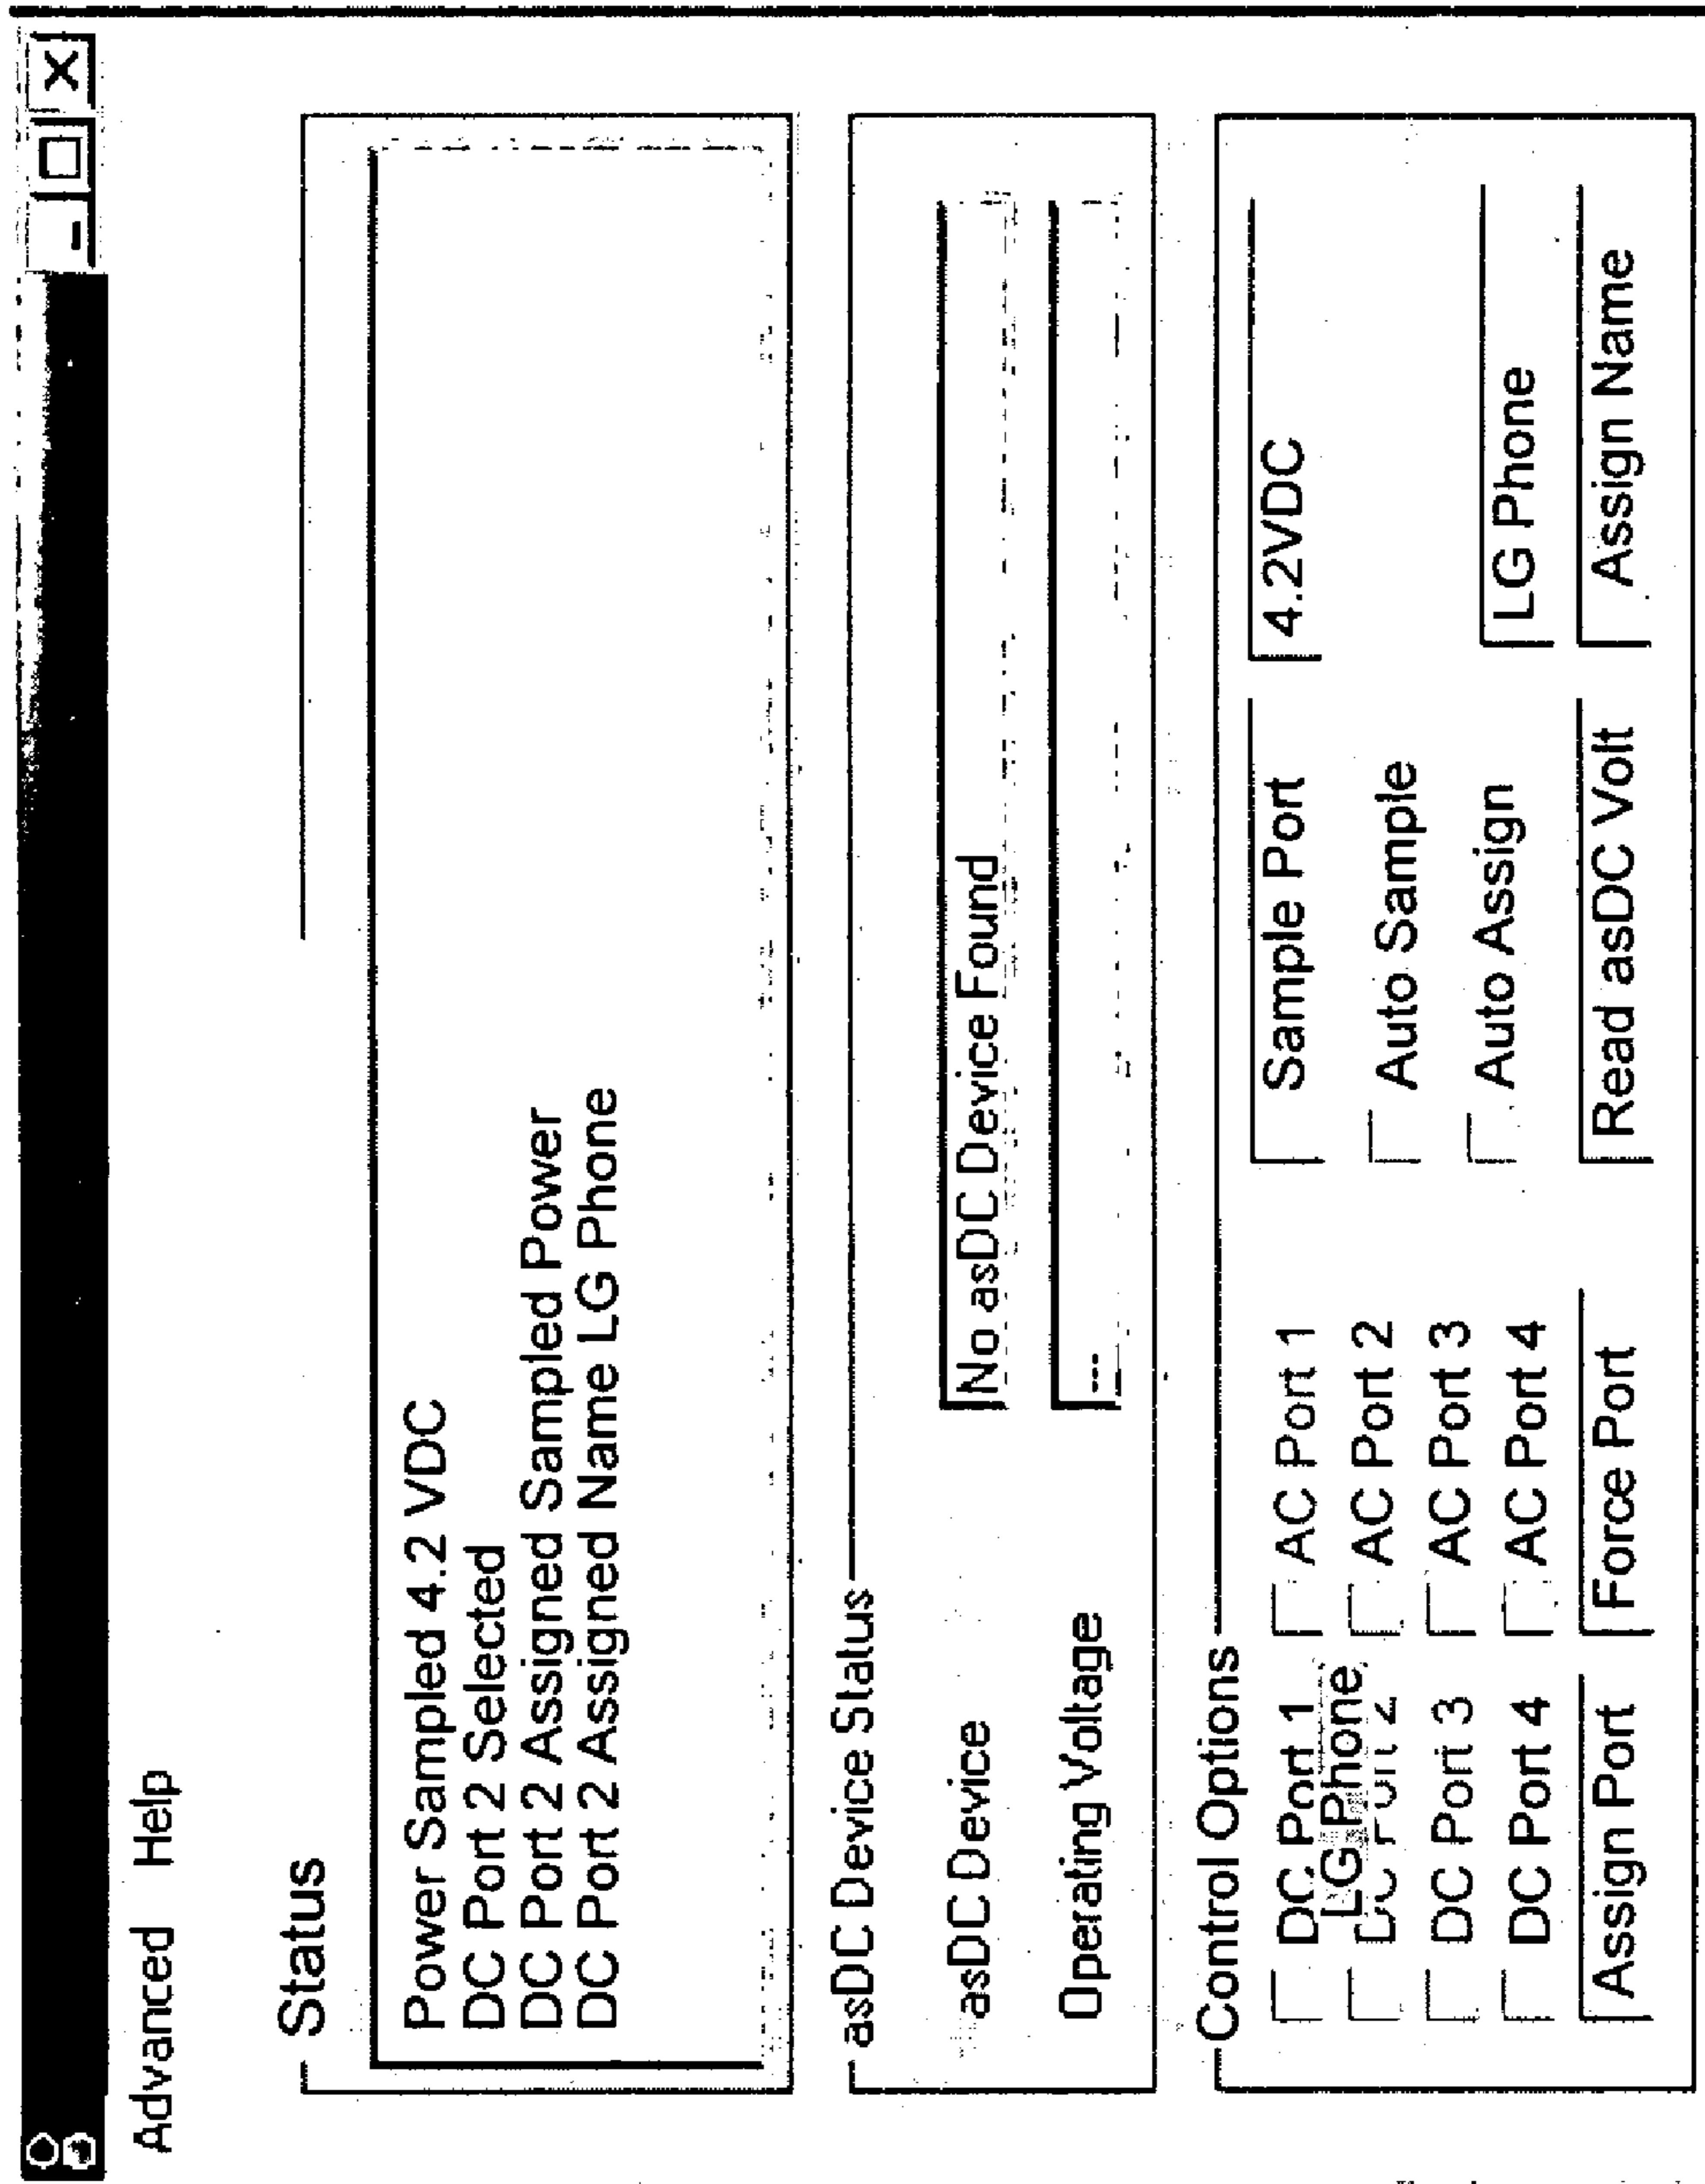 Advanced Help
Status
Power Sampled 4.2 VDC
DC Port 2 Selected
DC Port 2 Assigned Sampled Power
DC Port 2 Assigned Name LG Phone
asDC Device Status
asDC Device No asDC Device Found
Operating Voltage ---
Control Options
DC Port 1 AC Port 1 Sample Port 4.2VDC
LG Phone
DC Port 2 AC Port 2 Auto Sample
DC Port 3 AC Port 3 Auto Assign LG Phone
DC Port 4 AC Port 4
Assign Port Force Port Read asDC Volt Assign Name